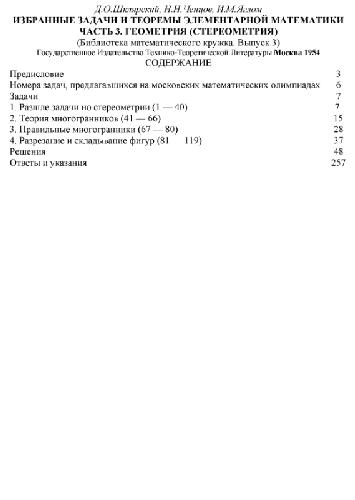 Д.О.Шклярский, Н.Н.Ченцов, И.М.Яглом
ИЗБРАННЫЕ ЗАДАЧИ И ТЕОРЕМЫ ЭЛЕМЕНТАРНОЙ МАТЕМАТИКИ
ЧАСТЬ 3. ГЕОМЕТРИЯ (СТЕРЕОМЕТРИЯ)
(Библиотека математического кружка. Выпуск 3)
Государственное Издательство Технико-Теоретической Литературы Москва 1954
СОДЕРЖАНИЕ
Предисловие 3
Номера задач, предлагавшихся на московских математических олимпиадах 6
Задачи 7
1. Разные задачи по стереометрии (1 — 40) 7
2. Теория многогранников (41 — 66) 15
3. Правильные многогранники (67 — 80) 28
4. Разрезание и складывание фигур (81 — 119) 37
Решения 48
Ответы и указания 257